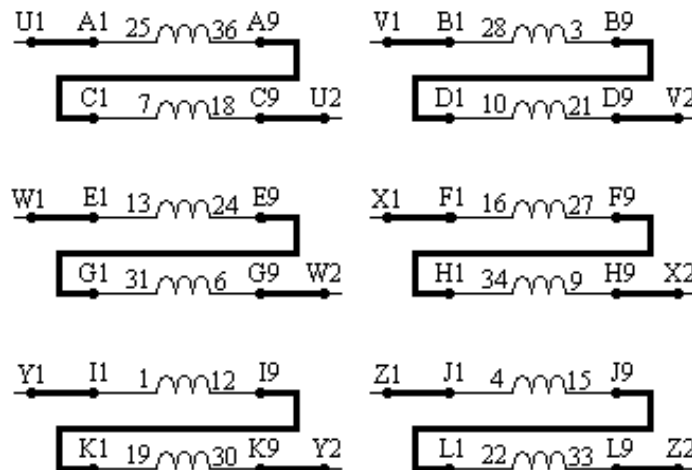 U1 A1 25 36 A9 V1 B1 28 3 B9
C1 7 18 C9 U2 D1 10 21 D9 V2
W1 E1 13 24 E9 X1 F1 16 27 F9
G1 31 6 G9 W2 H1 34 9 H9 X2
Y1 I1 1 12 I9 Z1 J1 4 15 J9
K1 19 30 K9 Y2 L1 22 33 L9 Z2